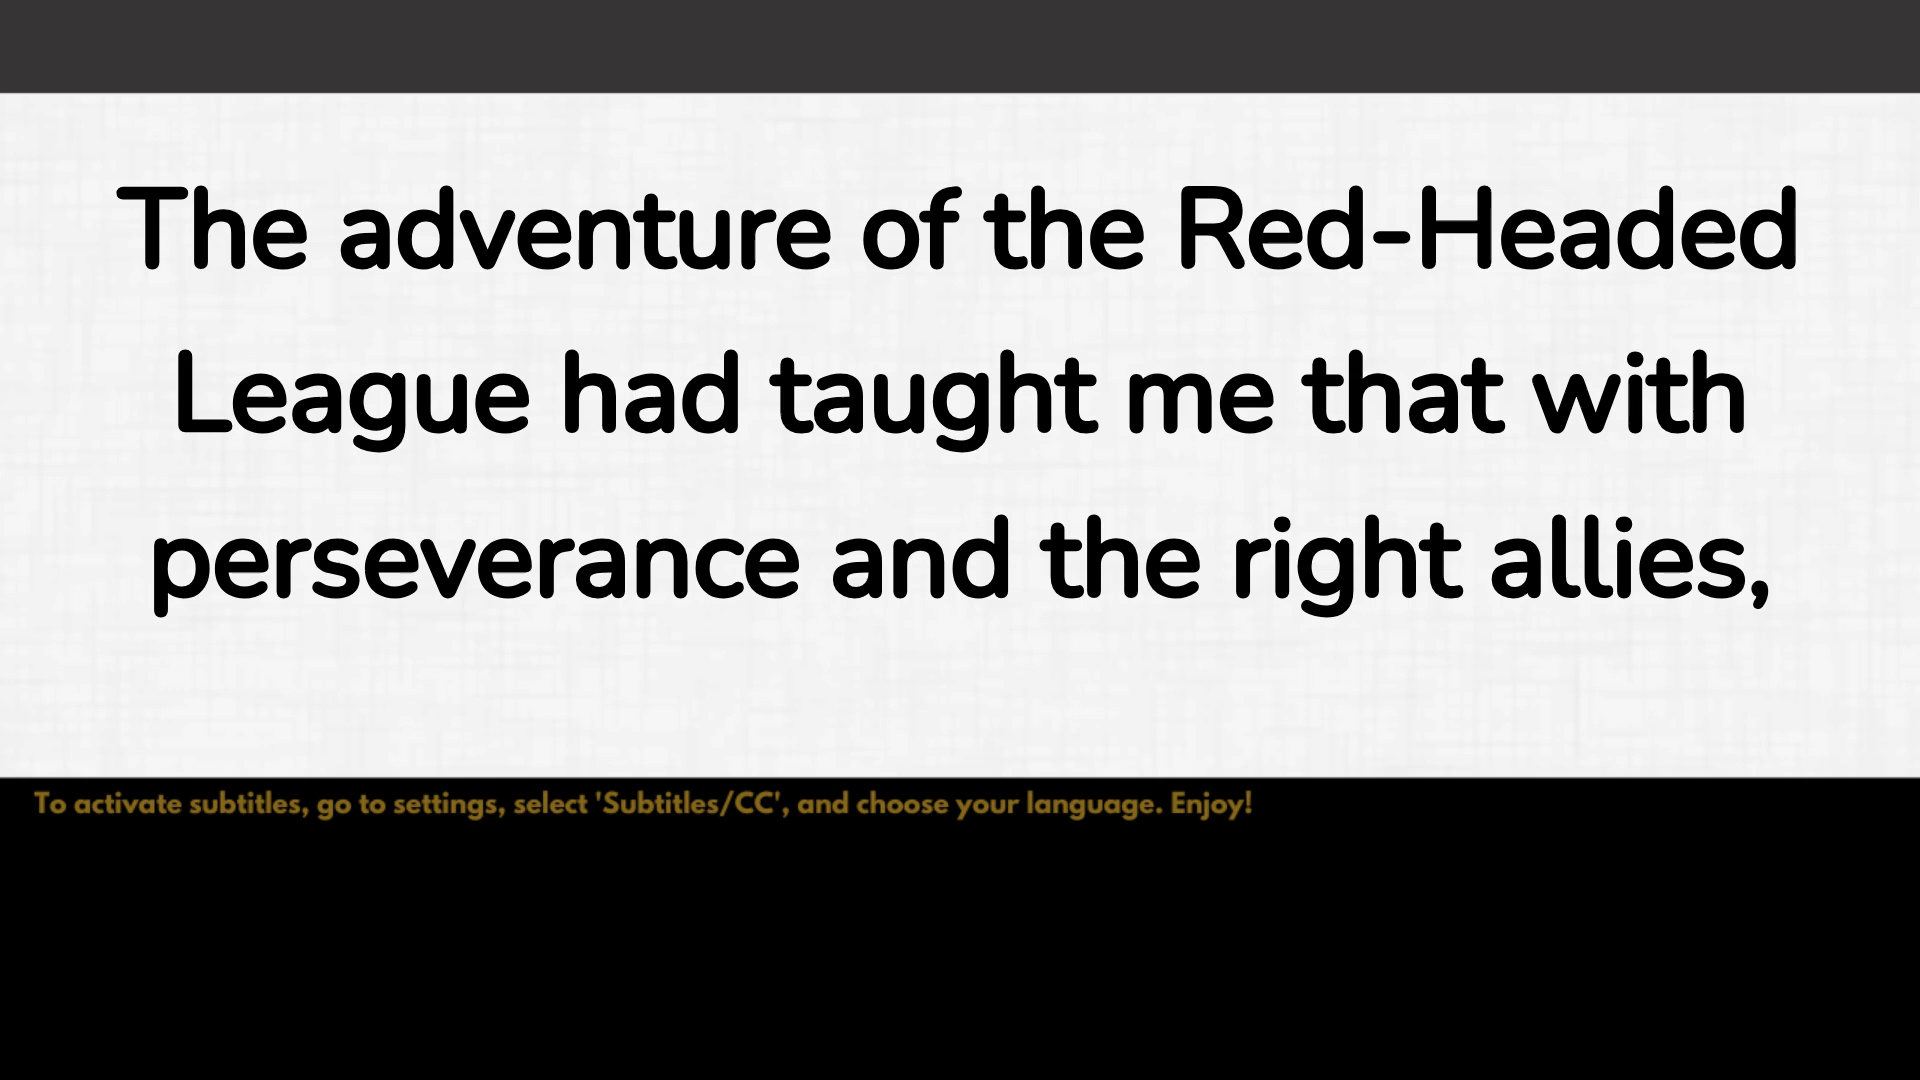 The adventure of the Red-Headed
League had taught me that with
perseverance and the right allies,
To activate subtitles, go to settings, select 'Subtitles/CC', and choose your language. Enjoy!